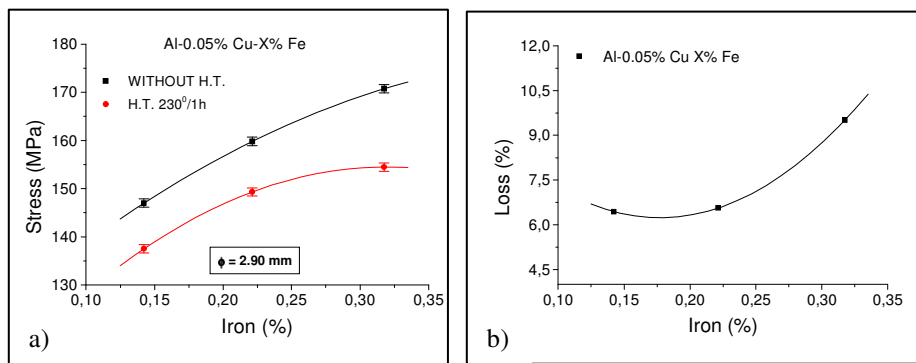 Al-0.05% Cu-X% Fe
WITHOUT H.T.
H.T. 230⁰/1h
180
170
160
150
140
130
Stress (MPa)
ϕ = 2.90 mm
0,10 0,15 0,20 0,25 0,30 0,35
Iron (%)
a)
Al-0.05% Cu X% Fe
12,0
10,5
9,0
7,5
6,0
4,5
Loss (%)
0,10 0,15 0,20 0,25 0,30 0,35
Iron (%)
b)